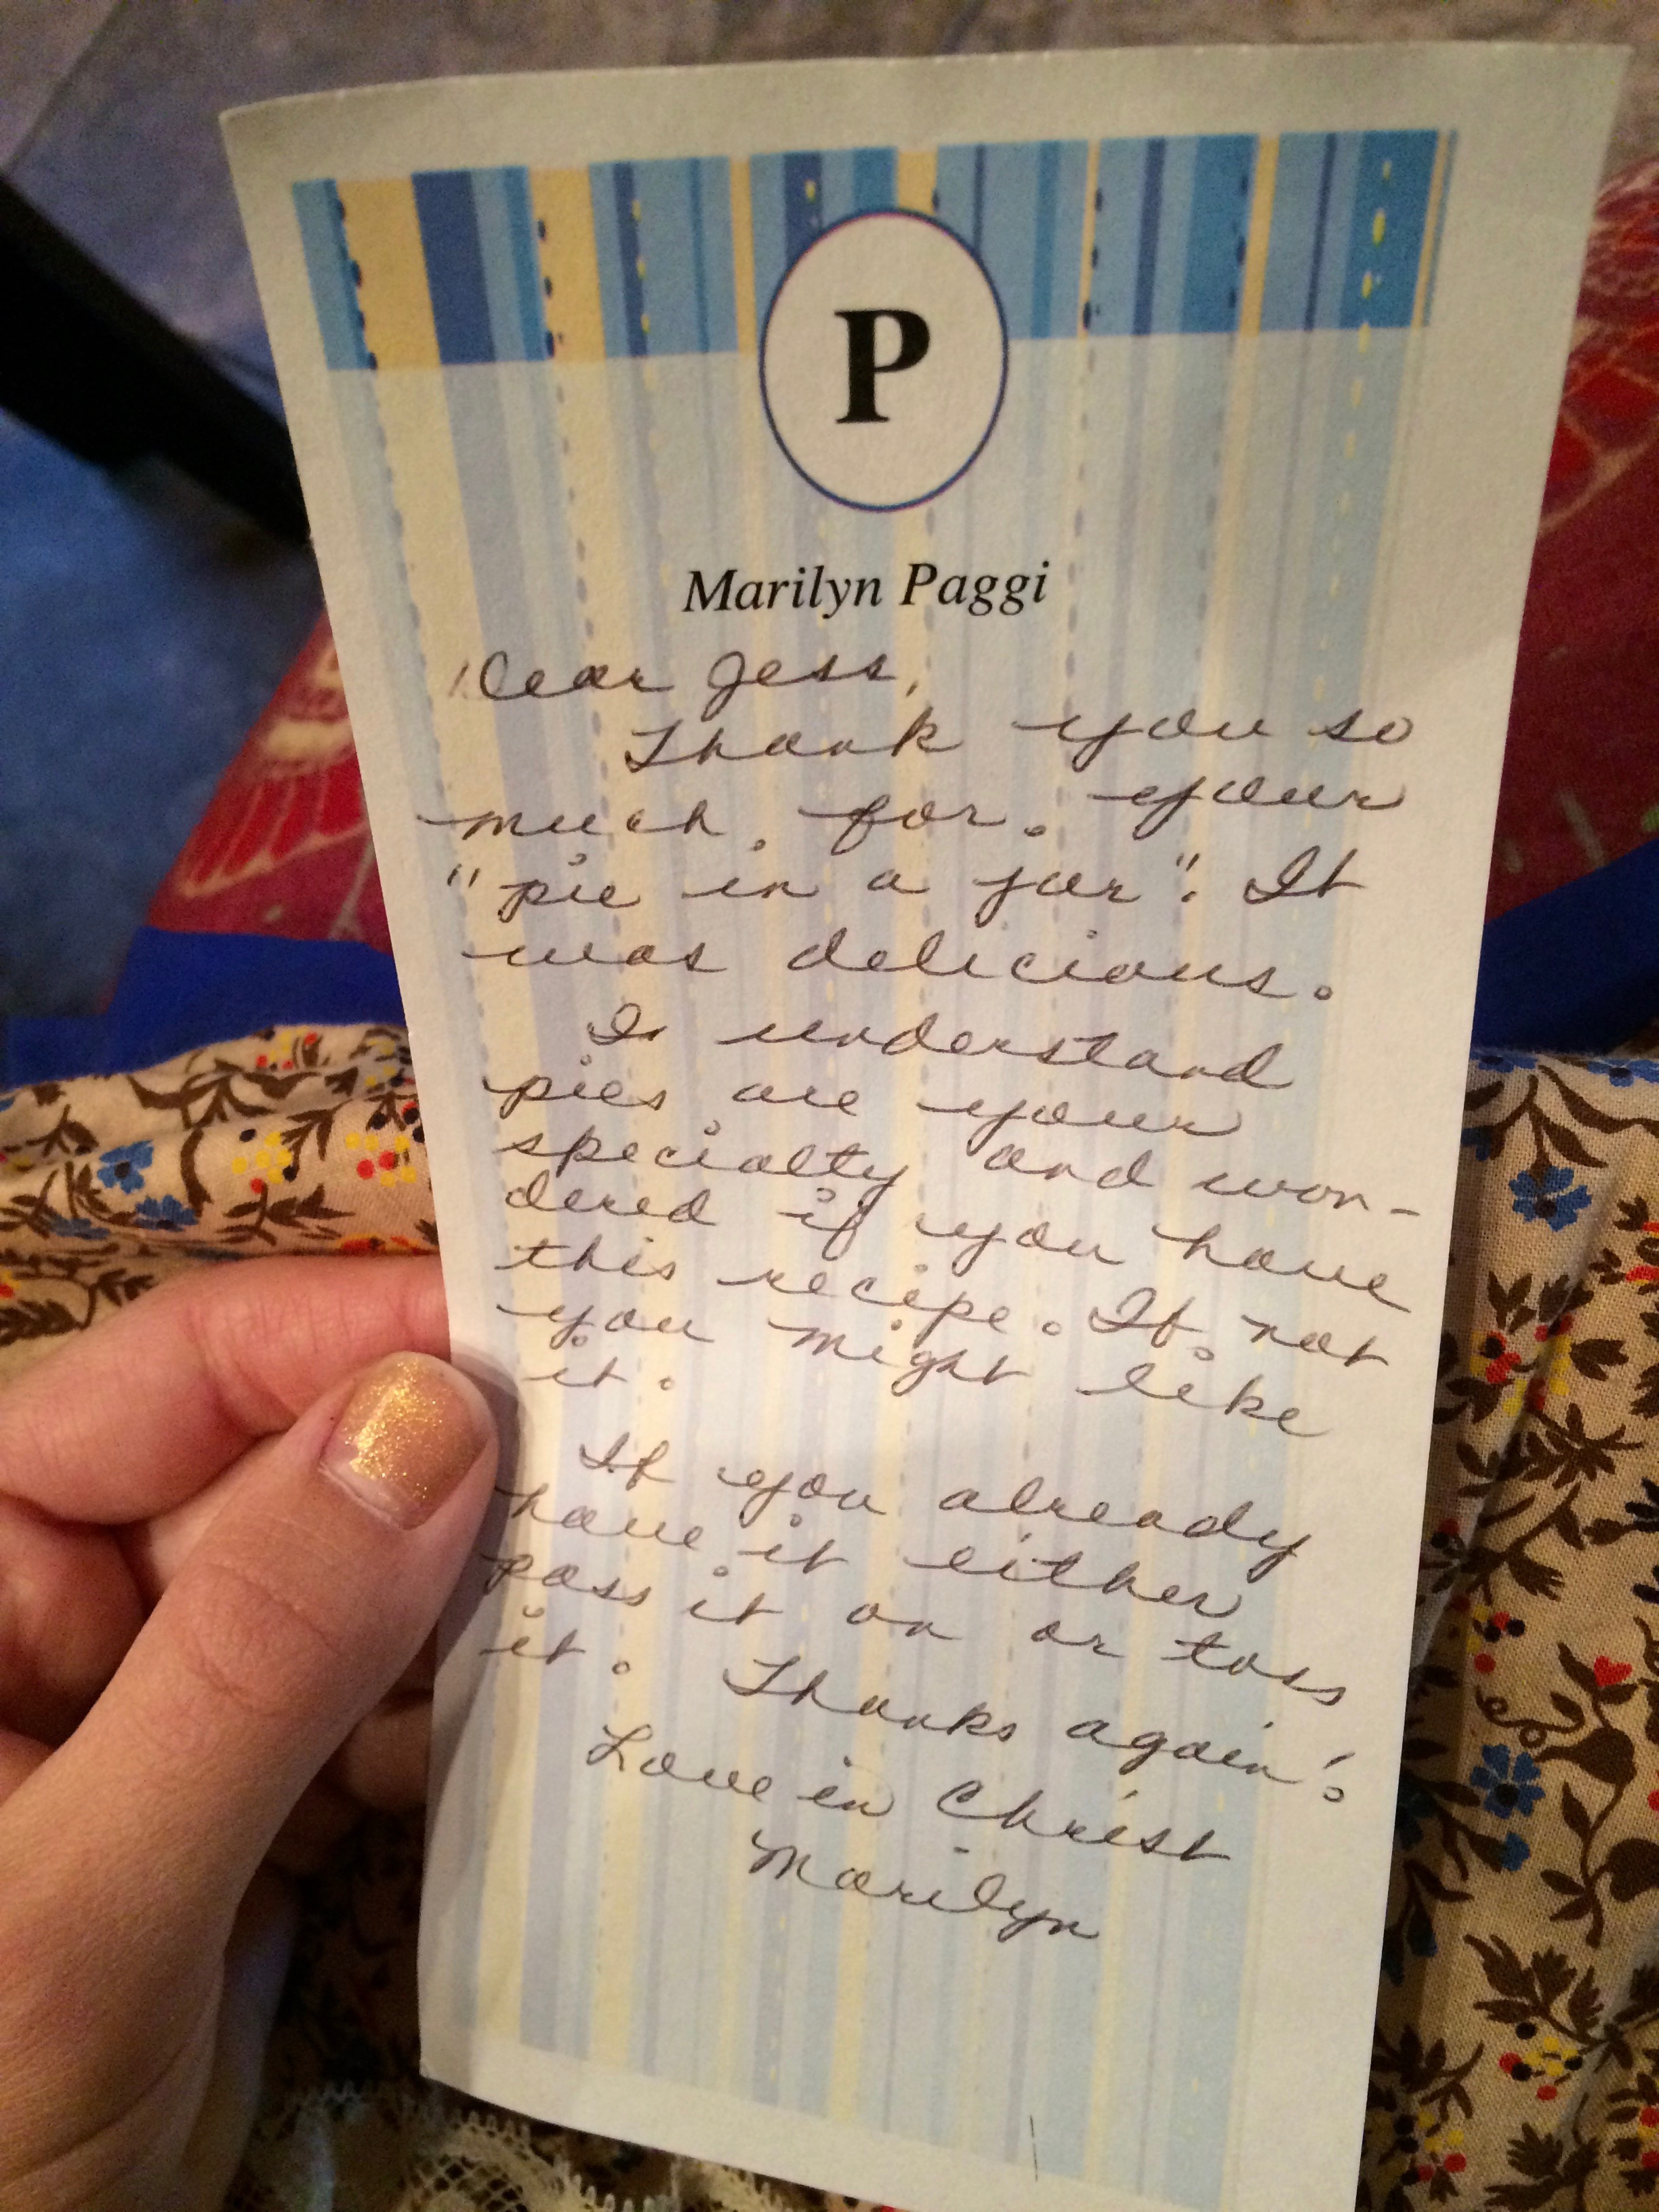 P
Marilyn Paggi
Dear Jess,
Thank you so
much for your
"pie in a jar". It
was delicious.
I understand
pies are your
specialty and won-
dered if you have
this recipe. If not
you might like
it.
If you already
have it either
pass it on or toss
it. Thanks again!
Love in Christ
Marilyn